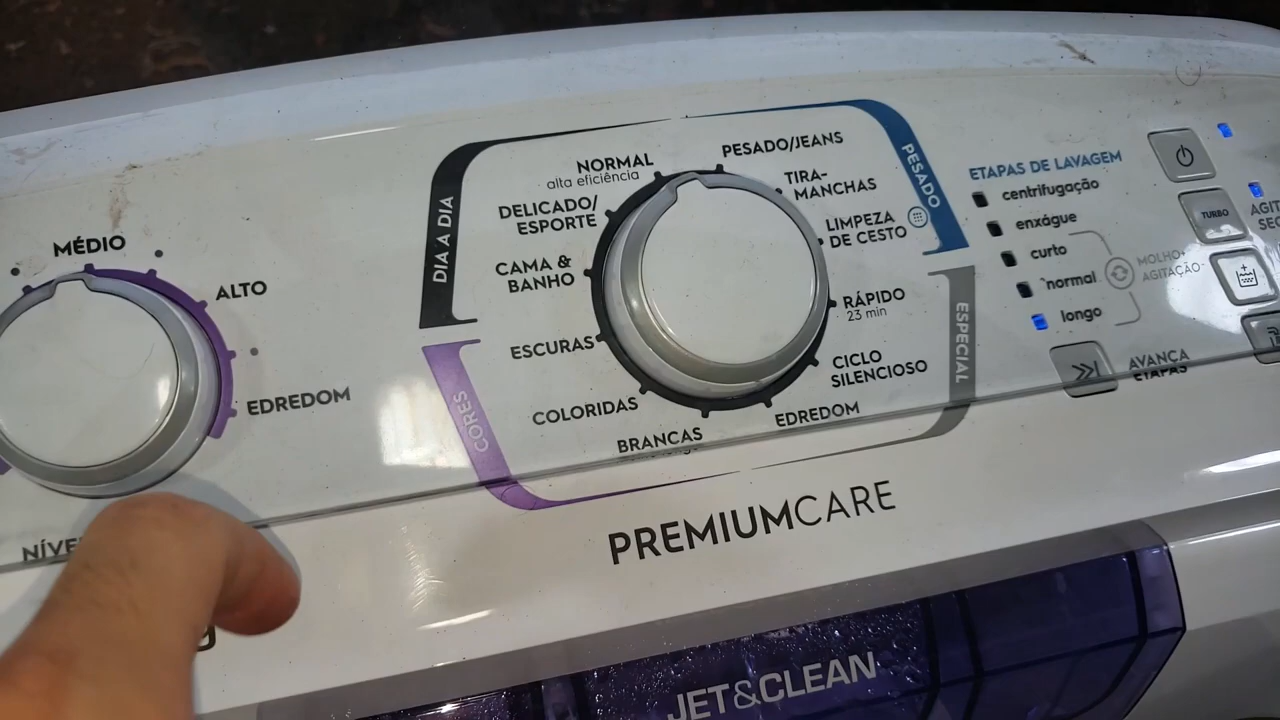 MÉDIO
ALTO
EDREDOM
DIA A DIA
NORMAL
alta eficiência
DELICADO/
ESPORTE
CAMA &
BANHO
CORES
ESCURAS
COLORIDAS
BRANCAS
PESADO
PESADO/JEANS
TIRA-
MANCHAS
LIMPEZA
DE CESTO
ESPECIAL
RÁPIDO
23 min
CICLO
SILENCIOSO
EDREDOM
ETAPAS DE LAVAGEM
centrifugação
enxágue
curto
normal
longo
MOLHO+
AGITAÇÃO-
TURBO
AVANÇA
ETAPAS
PREMIUMCARE
JET&CLEAN